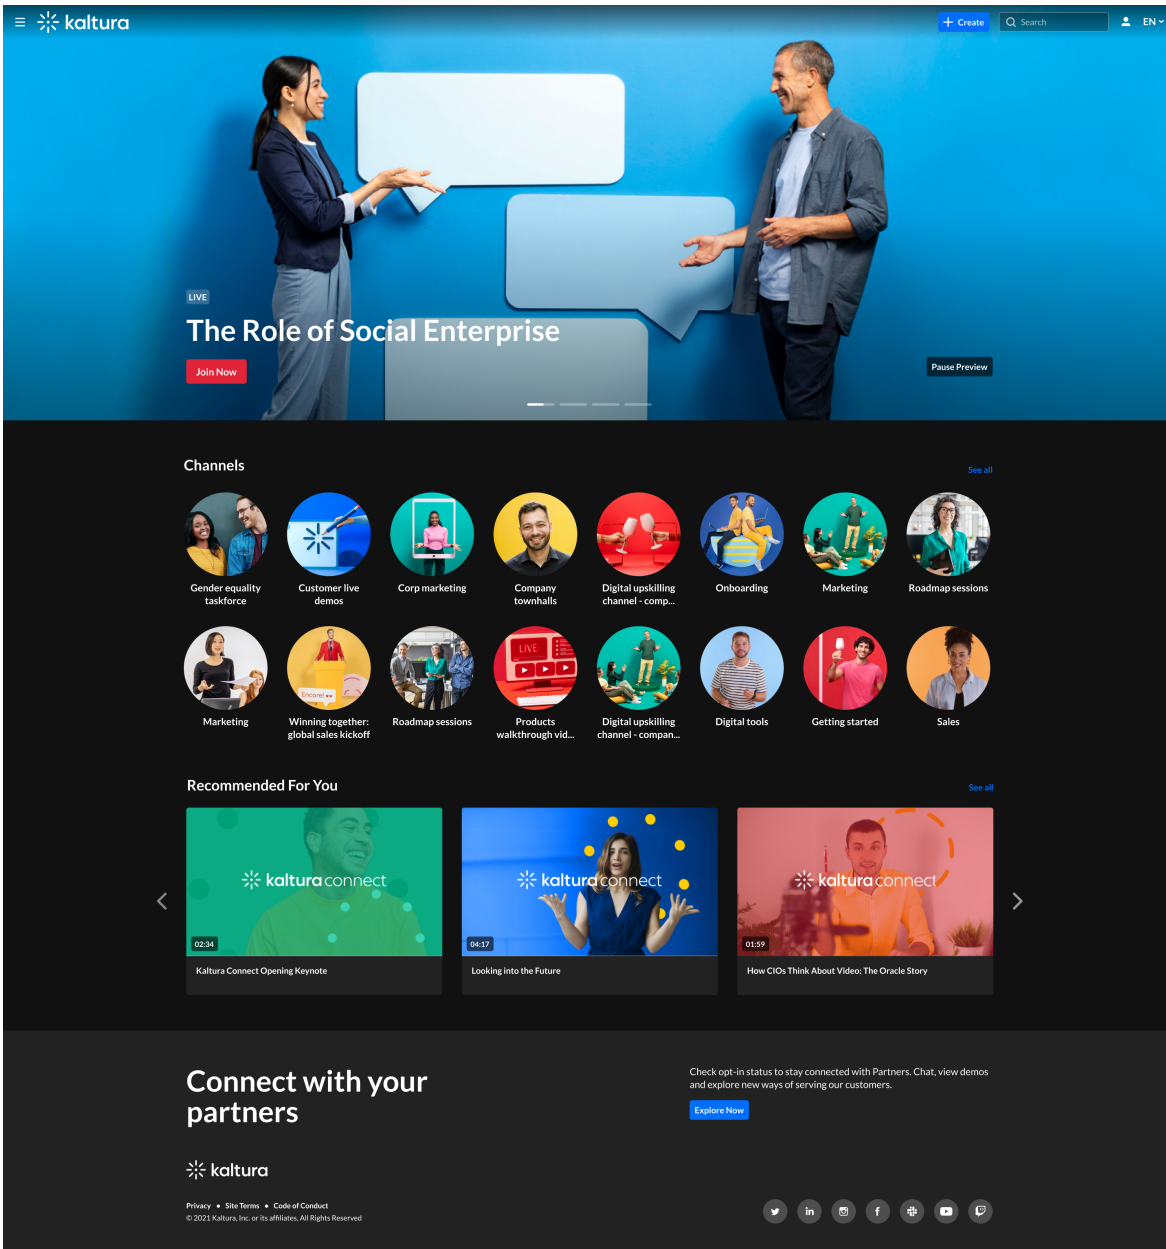 kaltura
Create
Search
EN
LIVE
The Role of Social Enterprise
Join Now
Pause Preview
Channels
See all
Gender equality
taskforce
Customer live
demos
Corp marketing
Company
townhalls
Digital upskilling
channel - comp...
Onboarding
Marketing
Roadmap sessions
Encore!
LIVE
Marketing
Winning together:
global sales kickoff
Roadmap sessions
Products
walkthrough vid...
Digital upskilling
channel - compan...
Digital tools
Getting started
Sales
Recommended For You
See all
kaltura connect
kaltura connect
kaltura connect
02:34
04:17
01:59
Kaltura Connect Opening Keynote
Looking into the Future
How CIOs Think About Video: The Oracle Story
Connect with your
partners
Check opt-in status to stay connected with Partners. Chat, view demos
and explore new ways of serving our customers.
Explore Now
kaltura
Privacy • Site Terms • Code of Conduct
© 2021 Kaltura, Inc. or its affiliates. All Rights Reserved